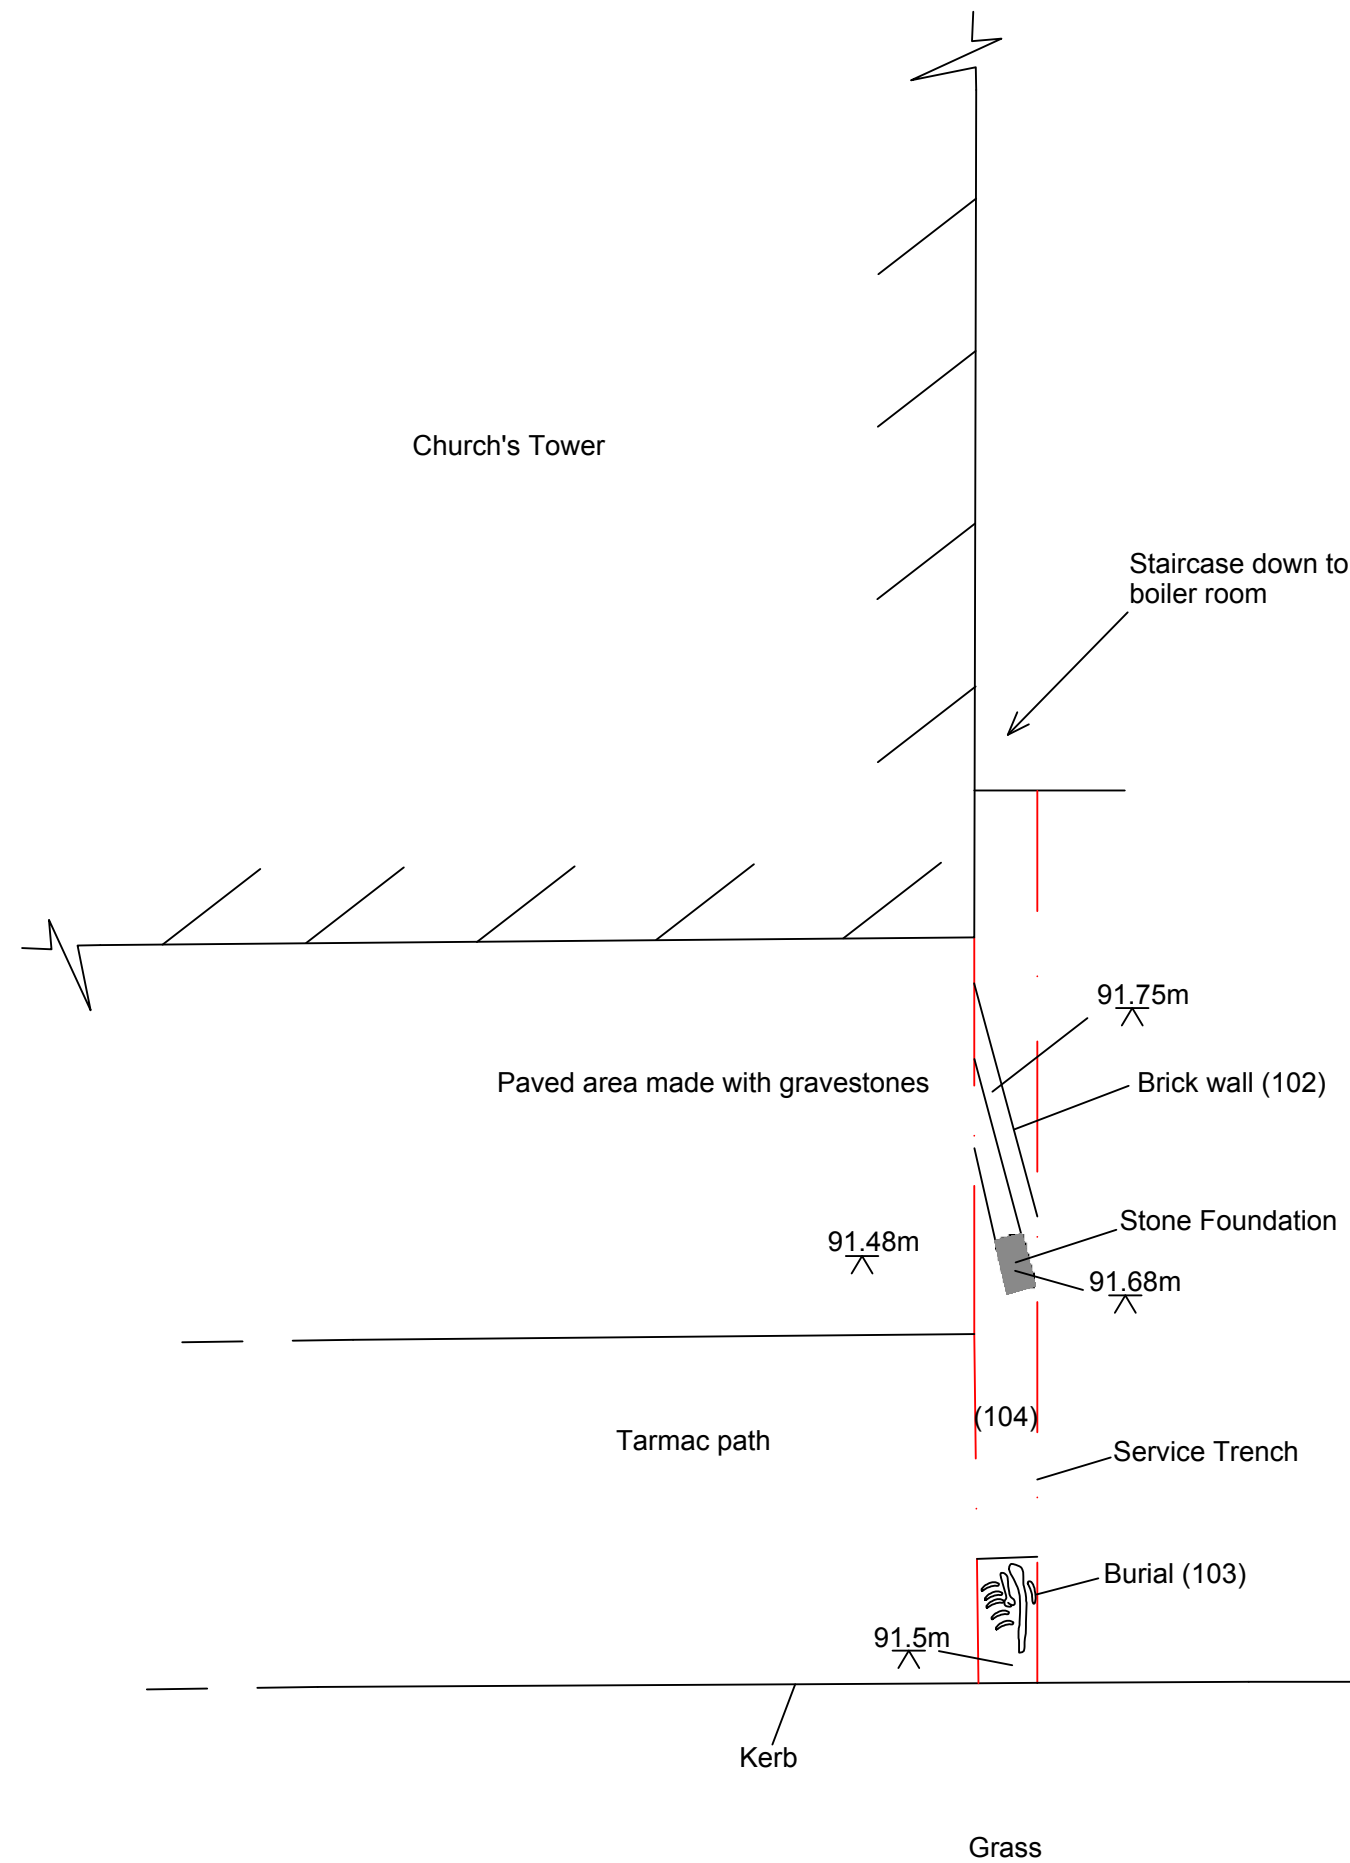 Church's Tower
Staircase down to
boiler room
91.75m
Paved area made with gravestones
Brick wall (102)
Stone Foundation
91.48m
91.68m
(104)
Tarmac path
Service Trench
Burial (103)
91.5m
Kerb
Grass